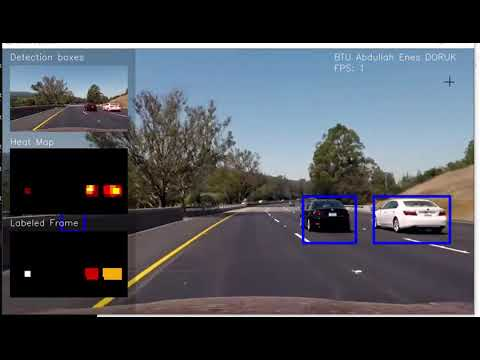 Detection boxes
BTU Abdullah Enes DORUK
FPS: 1
Heat Map
Labeled Frame